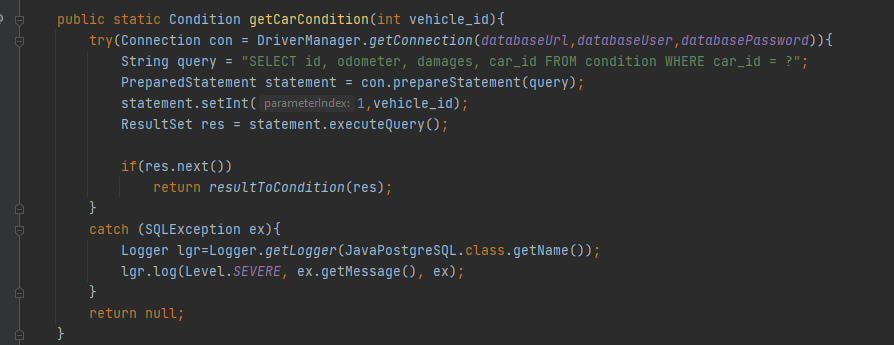 public static Condition getCarCondition(int vehicle_id){
try(Connection con = DriverManager.getConnection(databaseUrl,databaseUser,databasePassword)){
String query = "SELECT id, odometer, damages, car_id FROM condition WHERE car_id = ?";
PreparedStatement statement = con.prepareStatement(query);
statement.setInt( parameterIndex: 1,vehicle_id);
ResultSet res = statement.executeQuery();
if(res.next())
return resultToCondition(res);
}
catch (SQLException ex){
Logger lgr=Logger.getLogger(JavaPostgreSQL.class.getName());
lgr.log(Level.SEVERE, ex.getMessage(), ex);
}
return null;
}